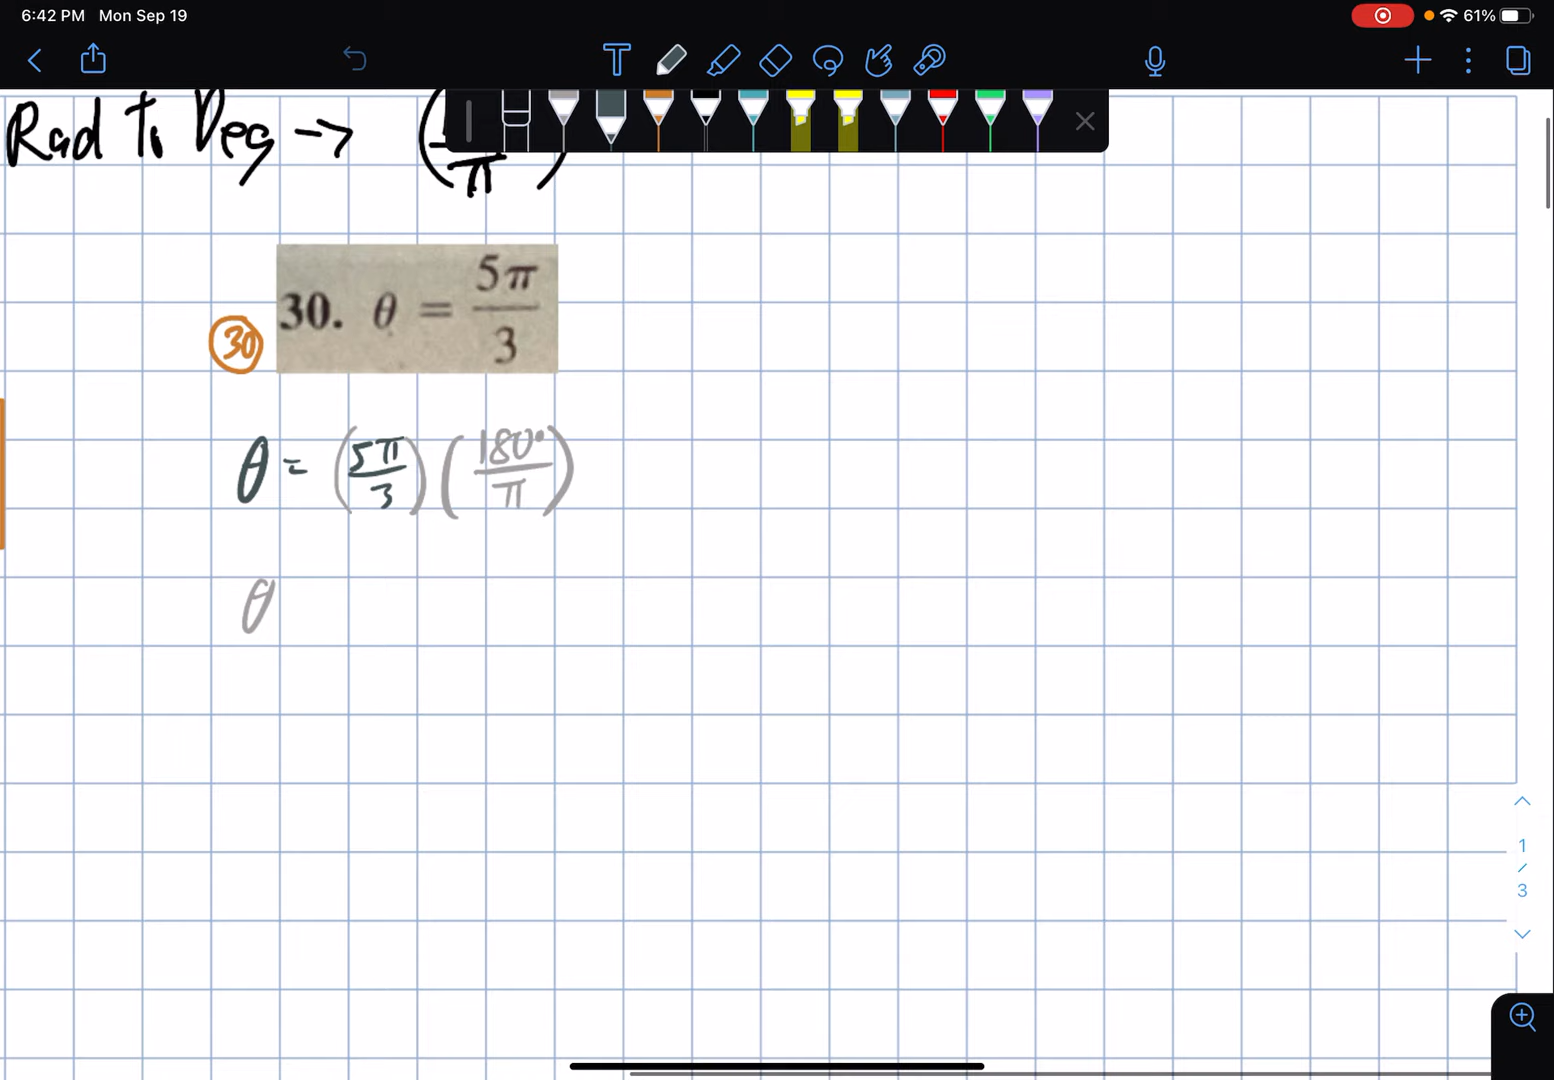 6:42 PM Mon Sep 19
61%
Rad To Deg -> ( π )
30
30. θ = 5π/3
θ = (5π/3)(180°/π)
θ
1
/
3